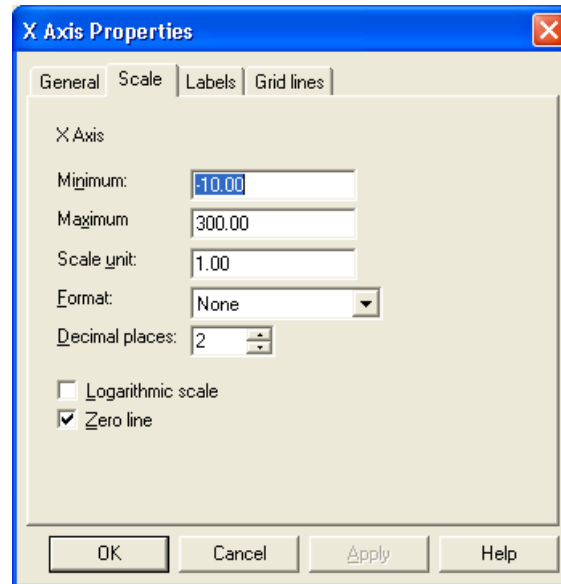 X Axis Properties
General Scale Labels Grid lines
X Axis
Minimum: -10.00
Maximum 300.00
Scale unit: 1.00
Format: None
Decimal places: 2
Logarithmic scale
Zero line
OK Cancel Apply Help